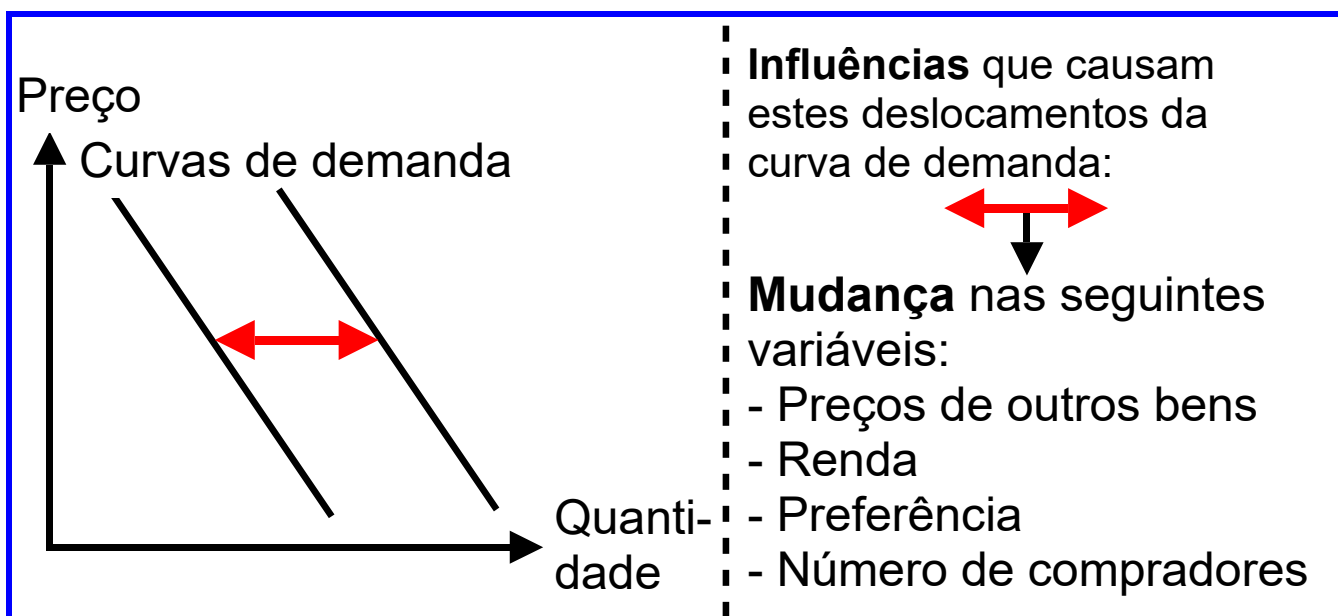 Preço
Curvas de demanda
Quanti-
dade
Influências que causam
estes deslocamentos da
curva de demanda:
Mudança nas seguintes
variáveis:
- Preços de outros bens
- Renda
- Preferência
- Número de compradores